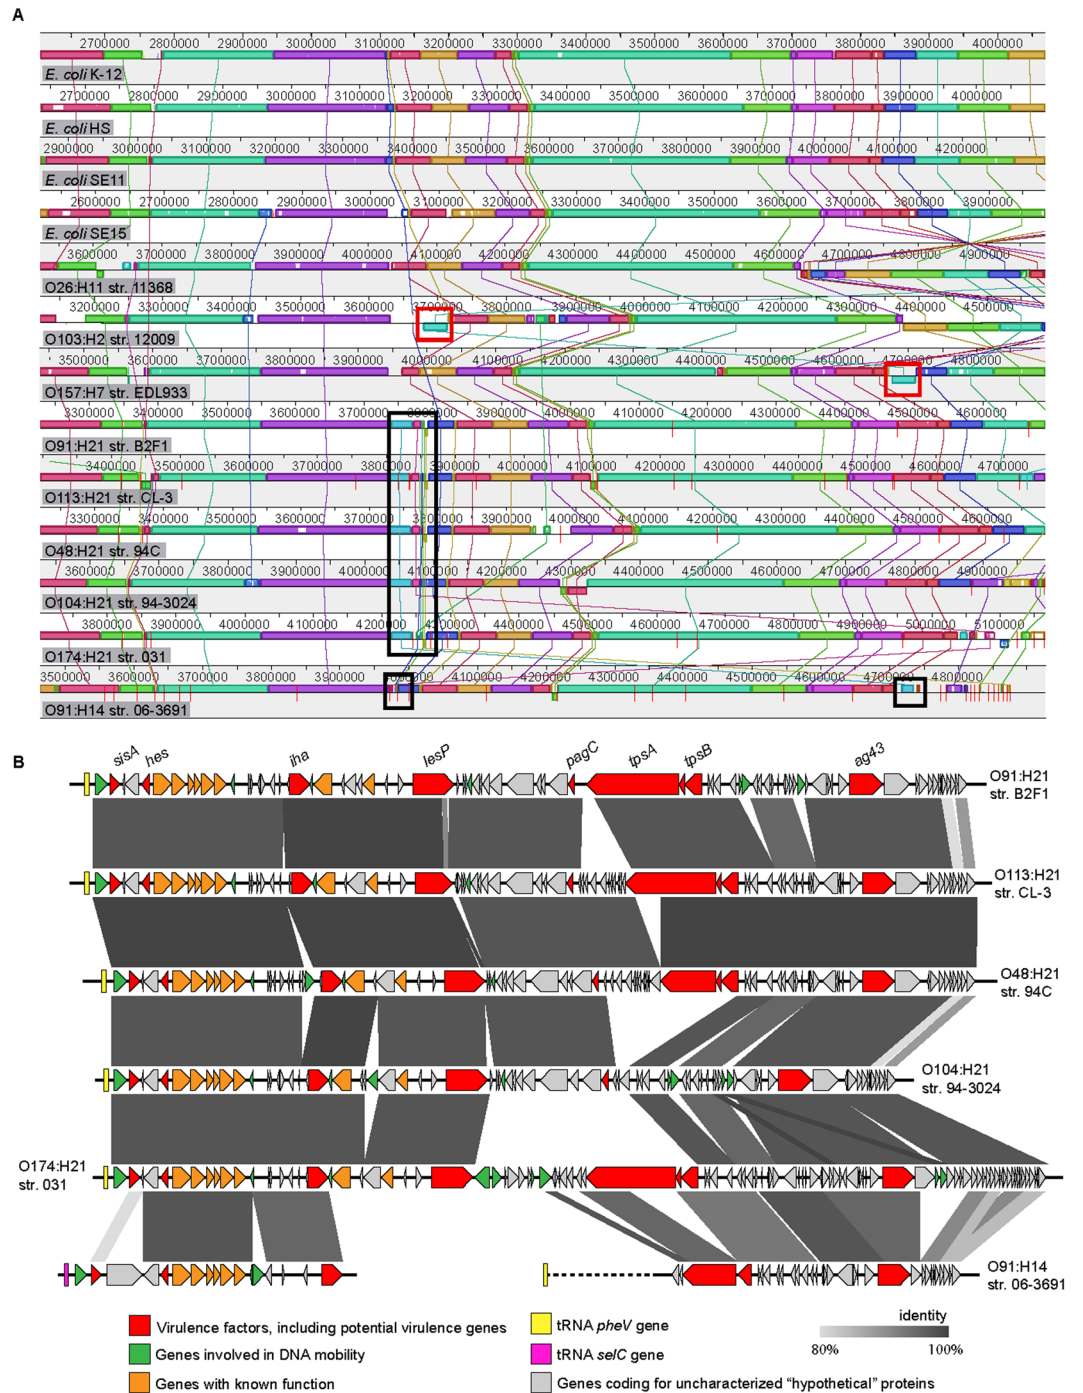 A
2700000 2800000 2900000 3000000 3100000 3200000 3300000 3400000 3500000 3600000 3700000 3800000 3900000 4000000
E. coli K-12
2700000 2800000 2900000 3000000 3100000 3200000 3300000 3400000 3500000 3600000 3700000 3800000 3900000 4000000
E. coli HS
2900000 3000000 3100000 3200000 3300000 3400000 3500000 3600000 3700000 3800000 3900000 4000000 4100000 4200000
E. coli SE11
2600000 2700000 2800000 2900000 3000000 3100000 3200000 3300000 3400000 3500000 3600000 3700000 3800000 3900000
E. coli SE15
3600000 3700000 3800000 3900000 4000000 4100000 4200000 4300000 4400000 4500000 4600000 4700000 4800000 4900000
O26:H11 str. 11368
3200000 3300000 3400000 3500000 3600000 3700000 3800000 3900000 4000000 4100000 4200000 4300000 4400000 4500000
O103:H2 str. 12009
3500000 3600000 3700000 3800000 3900000 4000000 4100000 4200000 4300000 4400000 4500000 4600000 4700000 4800000
O157:H7 str. EDL933
3300000 3400000 3500000 3600000 3700000 3800000 3900000 4000000 4100000 4200000 4300000 4400000 4500000 4600000
O91:H21 str. B2F1
3400000 3500000 3600000 3700000 3800000 3900000 4000000 4100000 4200000 4300000 4400000 4500000 4600000 4700000
O113:H21 str. CL-3
3300000 3400000 3500000 3600000 3700000 3800000 3900000 4000000 4100000 4200000 4300000 4400000 4500000 4600000
O48:H21 str. 94C
3600000 3700000 3800000 3900000 4000000 4100000 4200000 4300000 4400000 4500000 4600000 4700000 4800000 4900000
O104:H21 str. 94-3024
3800000 3900000 4000000 4100000 4200000 4300000 4400000 4500000 4600000 4700000 4800000 4900000 5000000 5100000
O174:H21 str. 031
3500000 3600000 3700000 3800000 3900000 4000000 4100000 4200000 4300000 4400000 4500000 4600000 4700000 4800000
O91:H14 str. 06-3691
B
sisA hes iha lesP pagC tpsA tpsB ag43
O91:H21
str. B2F1
O113:H21
str. CL-3
O48:H21
str. 94C
O104:H21
str. 94-3024
O174:H21
str. 031
O91:H14
str. 06-3691
Virulence factors, including potential virulence genes
Genes involved in DNA mobility
Genes with known function
tRNA pheV gene
tRNA selC gene
Genes coding for uncharacterized “hypothetical” proteins
identity
80% 100%